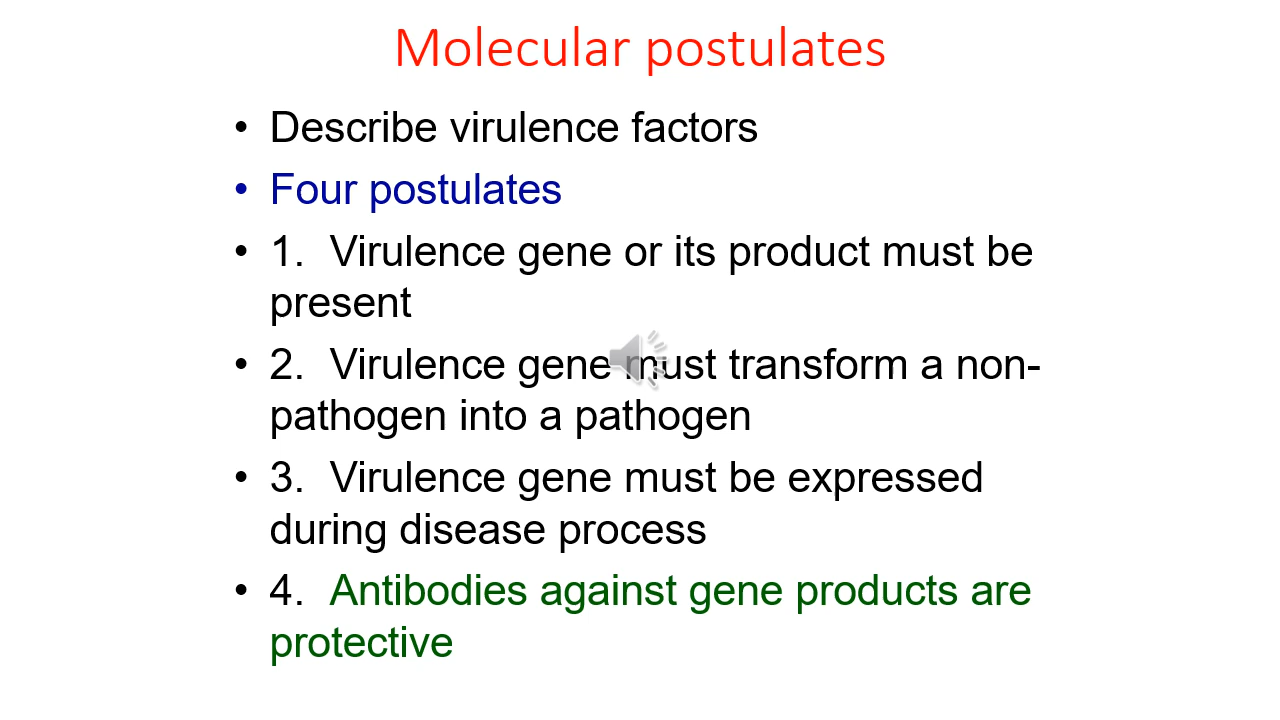 Molecular postulates
• Describe virulence factors
• Four postulates
• 1. Virulence gene or its product must be
present
• 2. Virulence gene must transform a non-
pathogen into a pathogen
• 3. Virulence gene must be expressed
during disease process
• 4. Antibodies against gene products are
protective